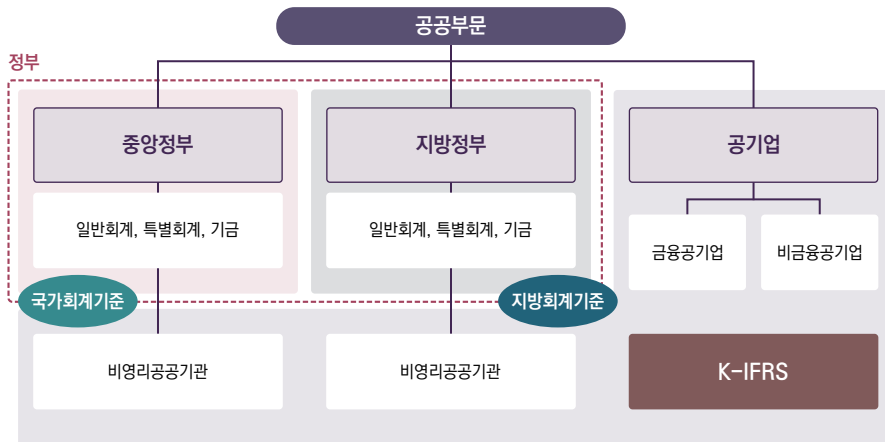 공공부문
정부
중앙정부
지방정부
공기업
일반회계, 특별회계, 기금
일반회계, 특별회계, 기금
금융공기업
비금융공기업
국가회계기준
지방회계기준
비영리공공기관
비영리공공기관
K-IFRS